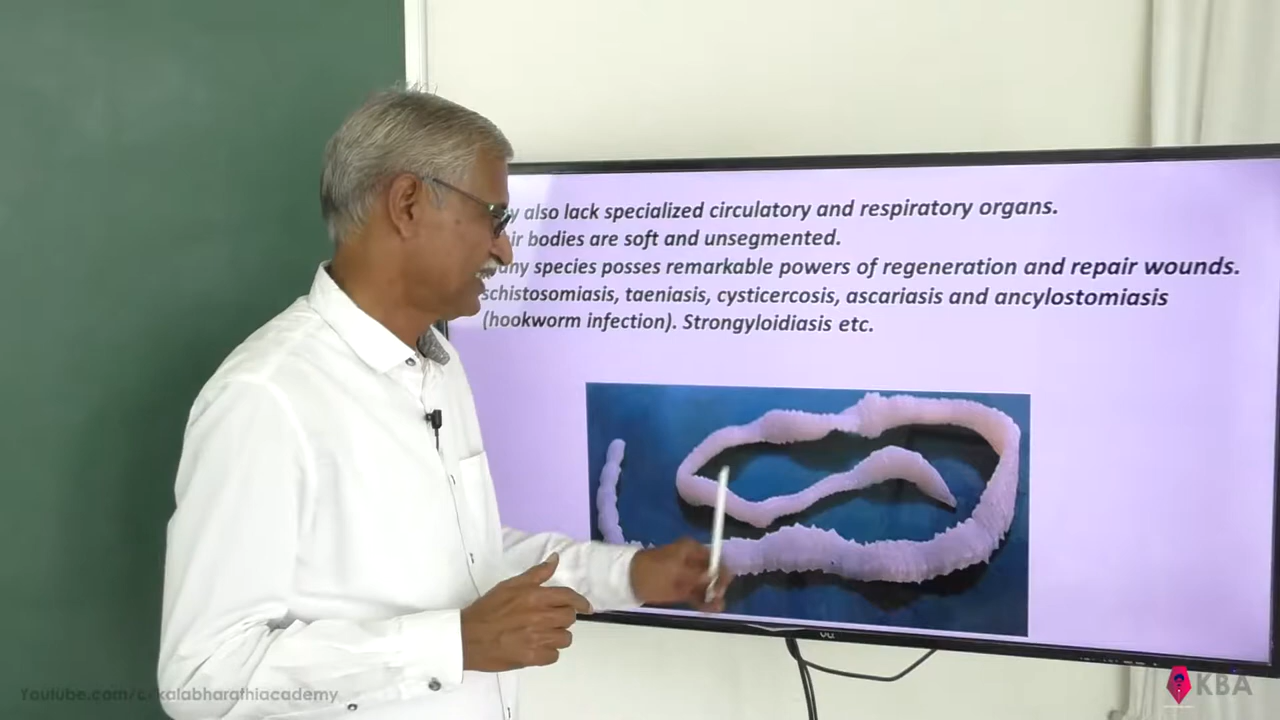 also lack specialized circulatory and respiratory organs.
bodies are soft and unsegmented.
species posses remarkable powers of regeneration and repair wounds.
schistosomiasis, taeniasis, cysticercosis, ascariasis and ancylostomiasis
(hookworm infection). Strongyloidiasis etc.
VU
Youtube.com/c/kalabharathiacademy
KBA